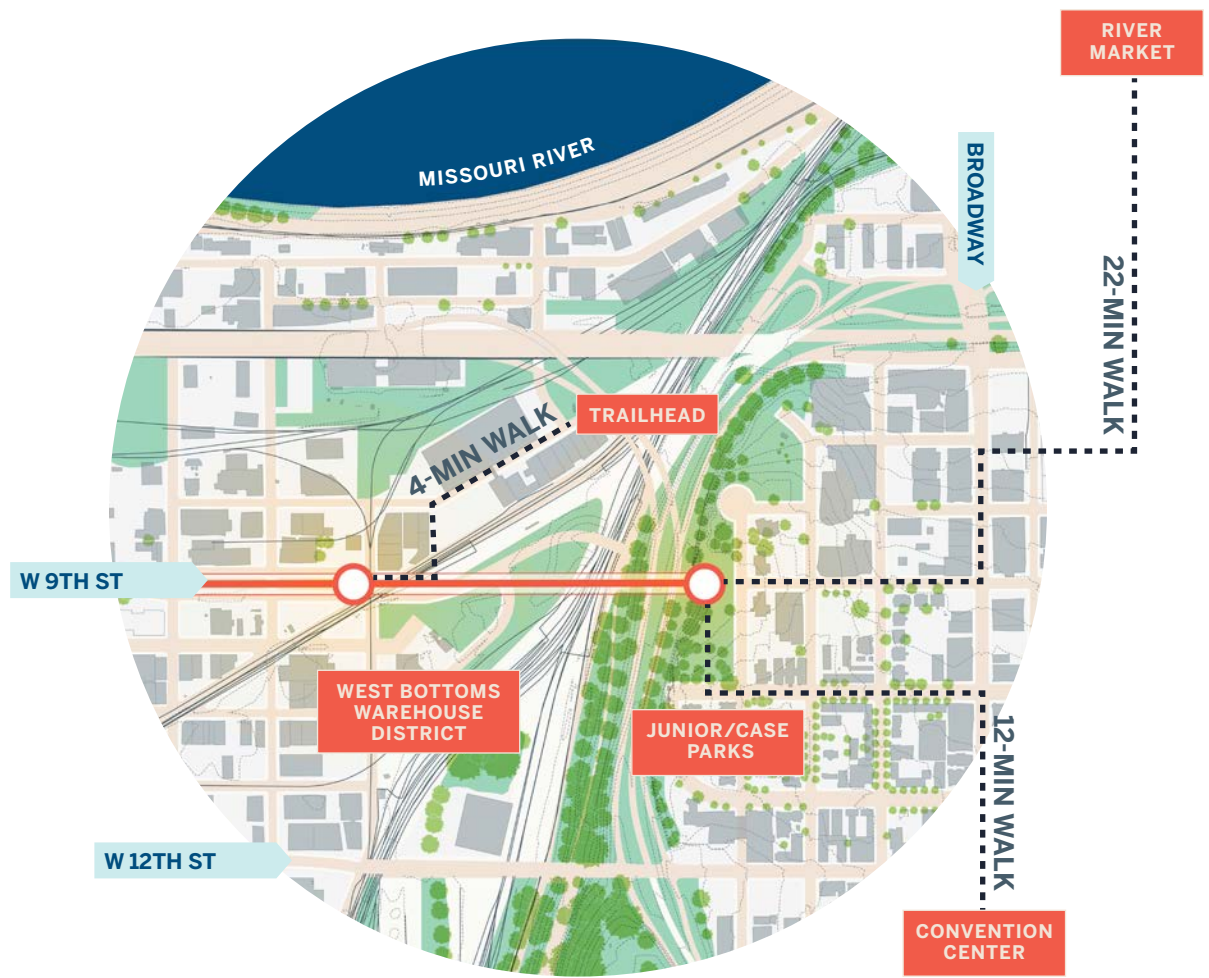 RIVER
MARKET
MISSOURI RIVER
BROADWAY
22-MIN WALK
TRAILHEAD
4-MIN WALK
W 9TH ST
WEST BOTTOMS
WAREHOUSE
DISTRICT
JUNIOR/CASE
PARKS
12-MIN WALK
W 12TH ST
CONVENTION
CENTER